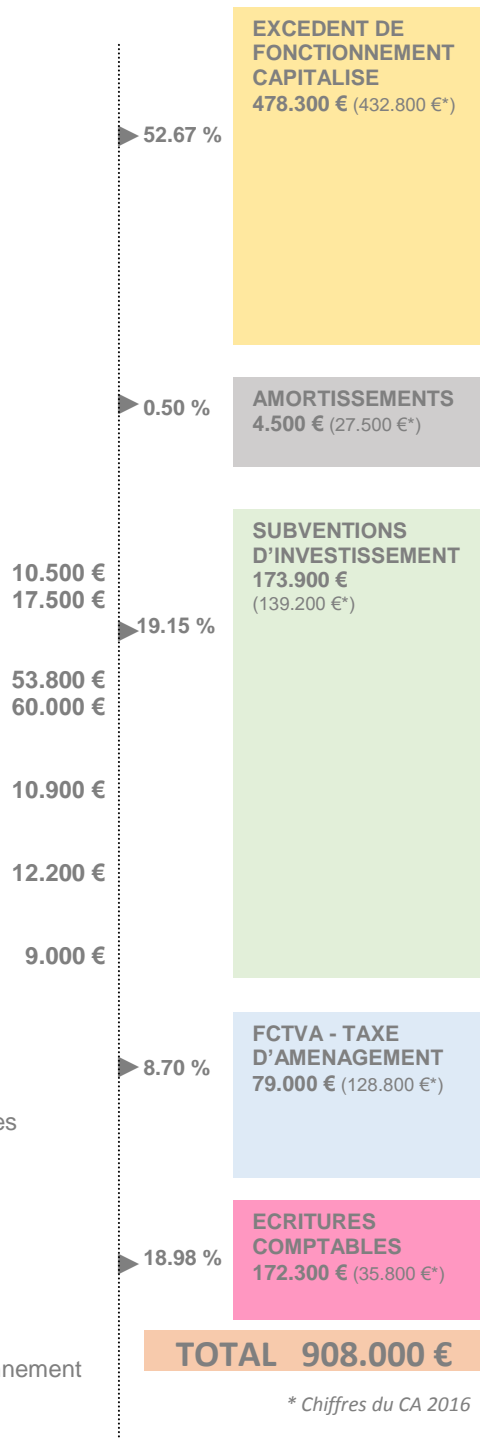 EXCEDENT DE
FONCTIONNEMENT
CAPITALISE
478.300 € (432.800 €*)
52.67 %
AMORTISSEMENTS
4.500 € (27.500 €*)
0.50 %
SUBVENTIONS
D'INVESTISSEMENT
173.900 €
(139.200 €*)
19.15 %
10.500 €
17.500 €
53.800 €
60.000 €
10.900 €
12.200 €
9.000 €
FCTVA - TAXE
D'AMENAGEMENT
79.000 € (128.800 €*)
8.70 %
es
ECRITURES
COMPTABLES
172.300 € (35.800 €*)
18.98 %
TOTAL 908.000 €
nnement
* Chiffres du CA 2016